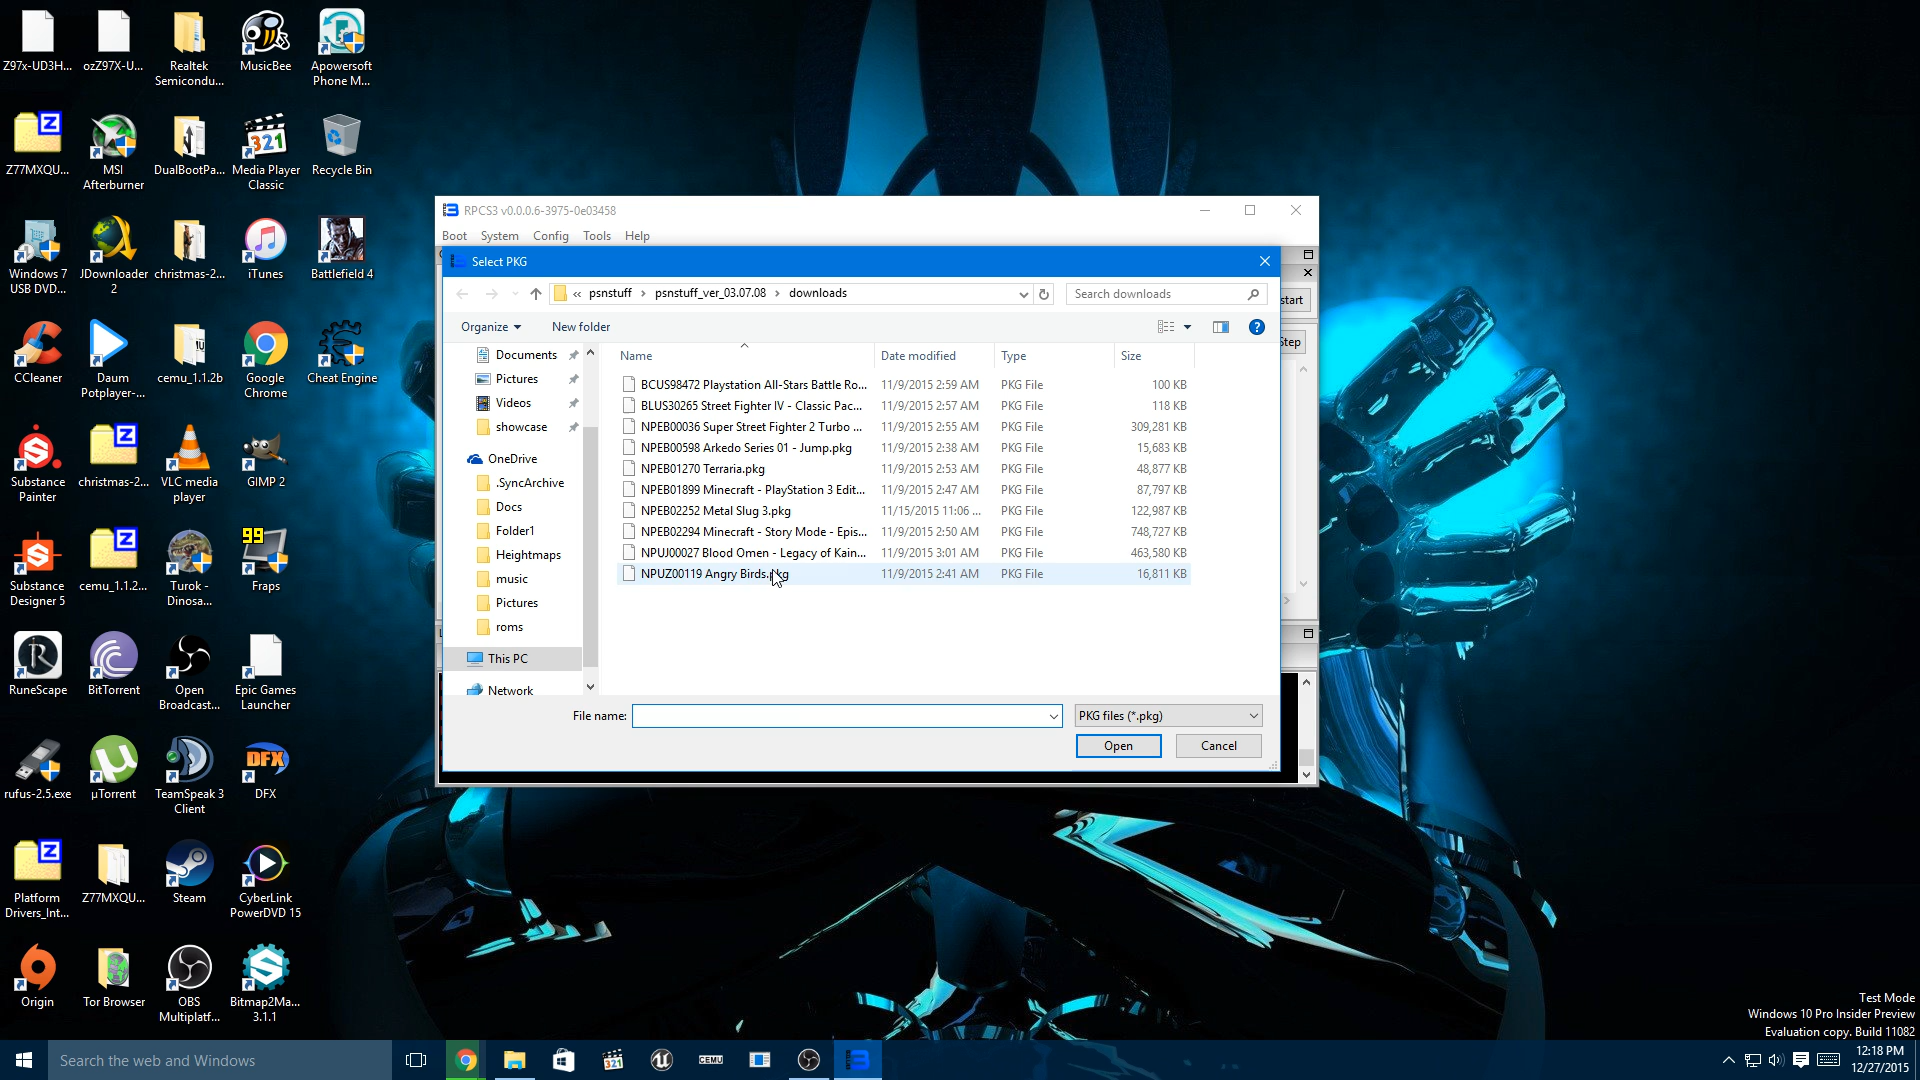 Z97x-UD3H...
ozZ97X-U...
Realtek
Semicondu...
MusicBee
Apowersoft
Phone M...
Z77MXQU...
MSI
Afterburner
DualBootPa...
321
Media Player
Classic
Recycle Bin
Windows 7
USB DVD...
JDownloader
2
christmas-2...
iTunes
Battlefield 4
CCleaner
Daum
Potplayer-...
cemu_1.1.2b
Google
Chrome
Cheat Engine
Substance
Painter
christmas-2...
VLC media
player
GIMP 2
Substance
Designer 5
cemu_1.1.2...
Turok -
Dinosa...
99
Fraps
RuneScape
BitTorrent
Open
Broadcast...
Epic Games
Launcher
rufus-2.5.exe
µTorrent
TeamSpeak 3
Client
DFX
DFX
Platform
Drivers_Int...
Z77MXQU...
Steam
CyberLink
PowerDVD 15
Origin
Tor Browser
OBS
Multiplatf...
Bitmap2Ma...
3.1.1
RPCS3 v0.0.0.6-3975-0e03458
Boot System Config Tools Help
Select PKG
« psnstuff › psnstuff_ver_03.07.08 › downloads
Search downloads
Organize New folder
Documents
Pictures
Videos
showcase
OneDrive
.SyncArchive
Docs
Folder1
Heightmaps
music
Pictures
roms
This PC
Network
Name Date modified Type Size
BCUS98472 Playstation All-Stars Battle Ro... 11/9/2015 2:59 AM PKG File 100 KB
BLUS30265 Street Fighter IV - Classic Pac... 11/9/2015 2:57 AM PKG File 118 KB
NPEB00036 Super Street Fighter 2 Turbo ... 11/9/2015 2:55 AM PKG File 309,281 KB
NPEB00598 Arkedo Series 01 - Jump.pkg 11/9/2015 2:38 AM PKG File 15,683 KB
NPEB01270 Terraria.pkg 11/9/2015 2:53 AM PKG File 48,877 KB
NPEB01899 Minecraft - PlayStation 3 Edit... 11/9/2015 2:47 AM PKG File 87,797 KB
NPEB02252 Metal Slug 3.pkg 11/15/2015 11:06 ... PKG File 122,987 KB
NPEB02294 Minecraft - Story Mode - Epis... 11/9/2015 2:50 AM PKG File 748,727 KB
NPUJ00027 Blood Omen - Legacy of Kain... 11/9/2015 3:01 AM PKG File 463,580 KB
NPUZ00119 Angry Birds.pkg 11/9/2015 2:41 AM PKG File 16,811 KB
File name:
PKG files (*.pkg)
Open Cancel
Test Mode
Windows 10 Pro Insider Preview
Evaluation copy. Build 11082
Search the web and Windows
321
CEMU
12:18 PM
12/27/2015